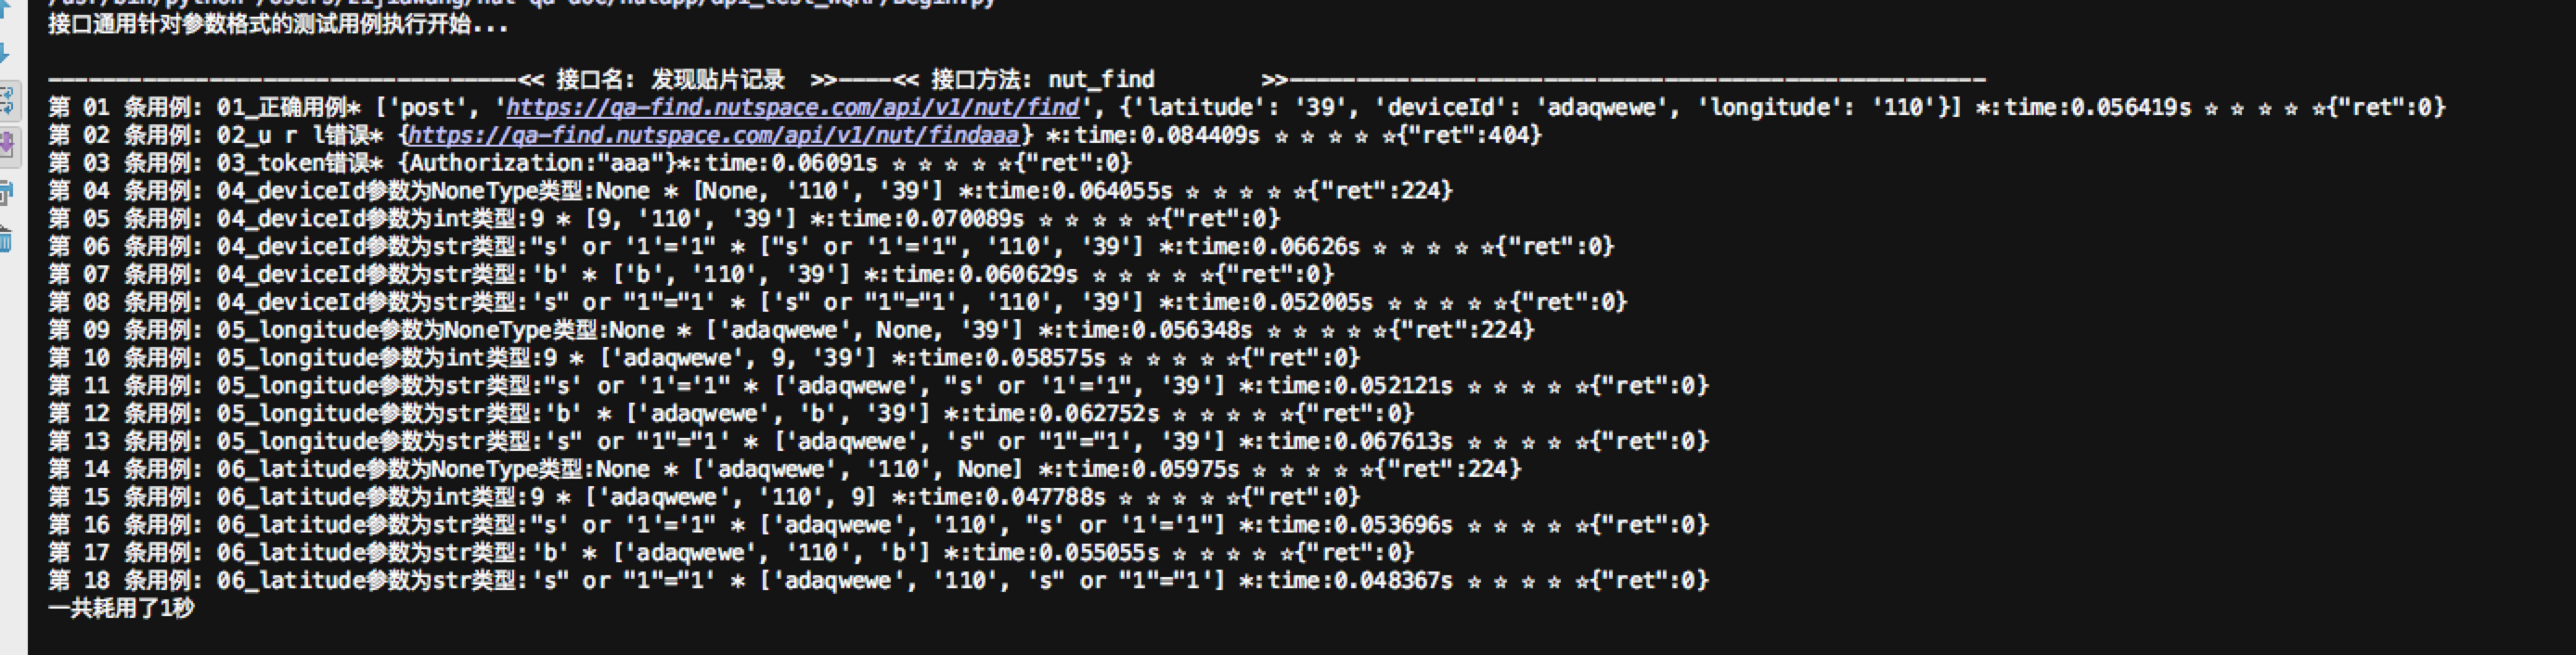 接口通用针对参数格式的测试用例执行开始...
———————————————————————————————————<< 接口名: 发现贴片记录  >>————<< 接口方法: nut_find        >>————————————————————————————————————————————————————
第 01 条用例: 01_正确用例* ['post', 'https://qa-find.nutspace.com/api/v1/nut/find', {'latitude': '39', 'deviceId': 'adaqwewe', 'longitude': '110'}] *:time:0.056419s ☆ ☆ ☆ ☆ ☆{"ret":0}
第 02 条用例: 02_u r l错误* {https://qa-find.nutspace.com/api/v1/nut/findaaa} *:time:0.084409s ☆ ☆ ☆ ☆ ☆{"ret":404}
第 03 条用例: 03_token错误* {Authorization:"aaa"}*:time:0.06091s ☆ ☆ ☆ ☆ ☆{"ret":0}
第 04 条用例: 04_deviceId参数为NoneType类型:None * [None, '110', '39'] *:time:0.064055s ☆ ☆ ☆ ☆ ☆{"ret":224}
第 05 条用例: 04_deviceId参数为int类型:9 * [9, '110', '39'] *:time:0.070089s ☆ ☆ ☆ ☆ ☆{"ret":0}
第 06 条用例: 04_deviceId参数为str类型:"s' or '1'='1" * ["s' or '1'='1", '110', '39'] *:time:0.06626s ☆ ☆ ☆ ☆ ☆{"ret":0}
第 07 条用例: 04_deviceId参数为str类型:'b' * ['b', '110', '39'] *:time:0.060629s ☆ ☆ ☆ ☆ ☆{"ret":0}
第 08 条用例: 04_deviceId参数为str类型:'s" or "1"="1' * ['s" or "1"="1', '110', '39'] *:time:0.052005s ☆ ☆ ☆ ☆ ☆{"ret":0}
第 09 条用例: 05_longitude参数为NoneType类型:None * ['adaqwewe', None, '39'] *:time:0.056348s ☆ ☆ ☆ ☆ ☆{"ret":224}
第 10 条用例: 05_longitude参数为int类型:9 * ['adaqwewe', 9, '39'] *:time:0.058575s ☆ ☆ ☆ ☆ ☆{"ret":0}
第 11 条用例: 05_longitude参数为str类型:"s' or '1'='1" * ['adaqwewe', "s' or '1'='1", '39'] *:time:0.052121s ☆ ☆ ☆ ☆ ☆{"ret":0}
第 12 条用例: 05_longitude参数为str类型:'b' * ['adaqwewe', 'b', '39'] *:time:0.062752s ☆ ☆ ☆ ☆ ☆{"ret":0}
第 13 条用例: 05_longitude参数为str类型:'s" or "1"="1' * ['adaqwewe', 's" or "1"="1', '39'] *:time:0.067613s ☆ ☆ ☆ ☆ ☆{"ret":0}
第 14 条用例: 06_latitude参数为NoneType类型:None * ['adaqwewe', '110', None] *:time:0.05975s ☆ ☆ ☆ ☆ ☆{"ret":224}
第 15 条用例: 06_latitude参数为int类型:9 * ['adaqwewe', '110', 9] *:time:0.047788s ☆ ☆ ☆ ☆ ☆{"ret":0}
第 16 条用例: 06_latitude参数为str类型:"s' or '1'='1" * ['adaqwewe', '110', "s' or '1'='1"] *:time:0.053696s ☆ ☆ ☆ ☆ ☆{"ret":0}
第 17 条用例: 06_latitude参数为str类型:'b' * ['adaqwewe', '110', 'b'] *:time:0.055055s ☆ ☆ ☆ ☆ ☆{"ret":0}
第 18 条用例: 06_latitude参数为str类型:'s" or "1"="1' * ['adaqwewe', '110', 's" or "1"="1'] *:time:0.048367s ☆ ☆ ☆ ☆ ☆{"ret":0}
一共耗用了1秒